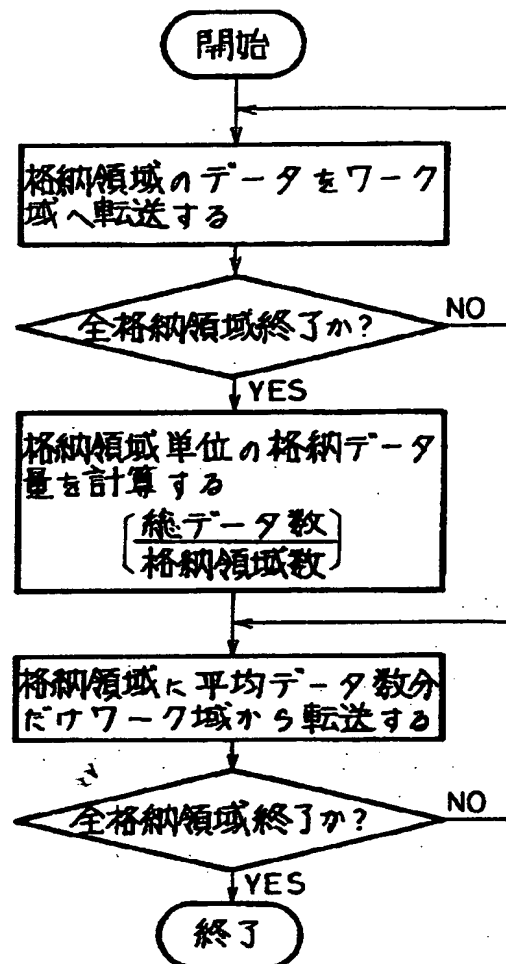 開始
格納領域のデータをワーク
域へ転送する
全格納領域終了か?
NO
YES
格納領域単位の格納データ
量を計算する
総データ数
格納領域数
格納領域に平均データ数分
だけワーク域から転送する
全格納領域終了か?
NO
YES
終了